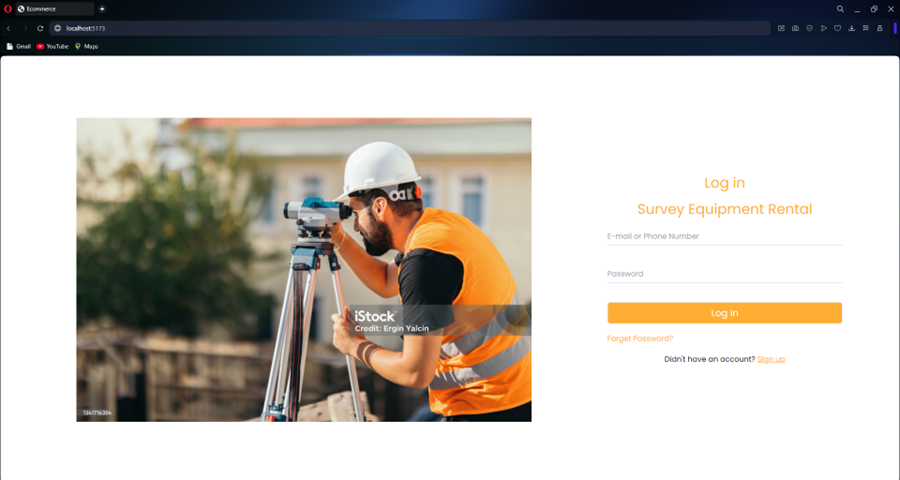 Ecommerce
localhost:5173
Gmail YouTube Maps
iStock
Credit: Ergin Yalcin
1341716354
Log in
Survey Equipment Rental
E-mail or Phone Number
Password
Log In
Forget Password?
Didn't have an account? Sign up